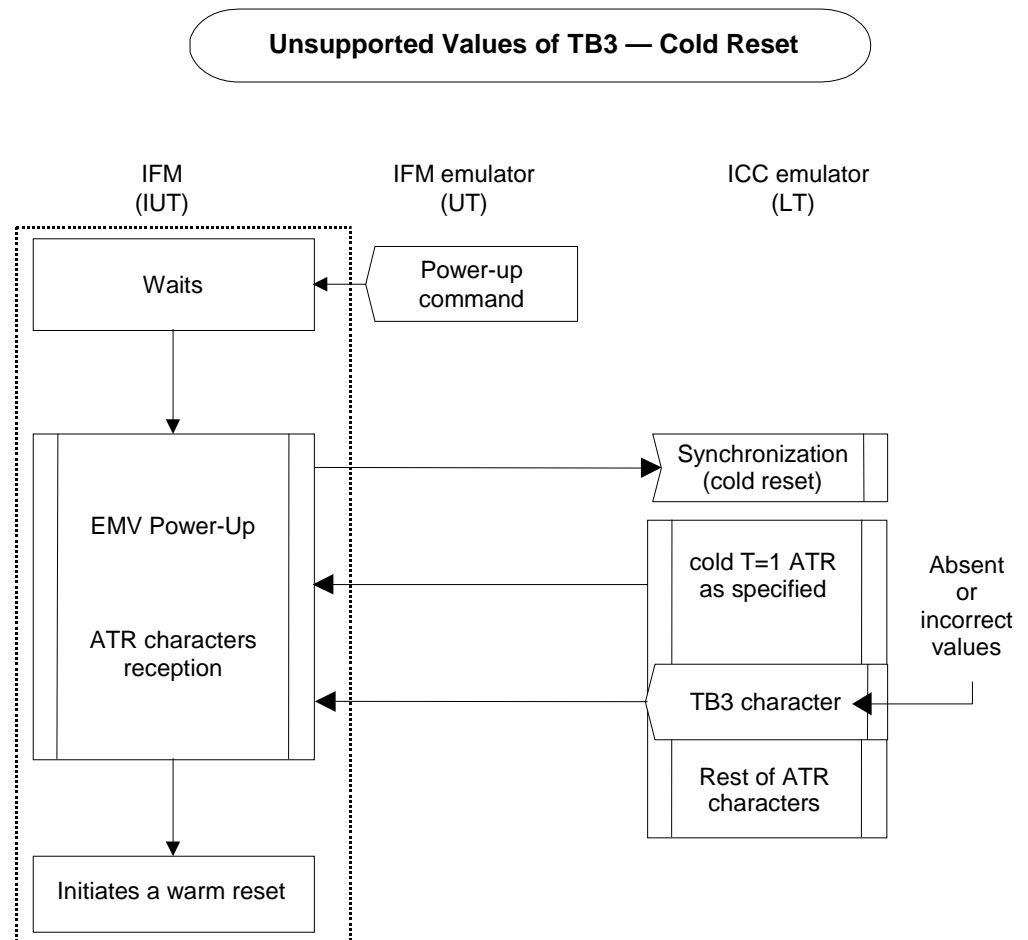 Unsupported Values of TB3 — Cold Reset
IFM
(IUT)
IFM emulator
(UT)
ICC emulator
(LT)
Waits
Power-up
command
Synchronization
(cold reset)
EMV Power-Up
cold T=1 ATR
as specified
Absent
or
incorrect
values
ATR characters
reception
TB3 character
Rest of ATR
characters
Initiates a warm reset